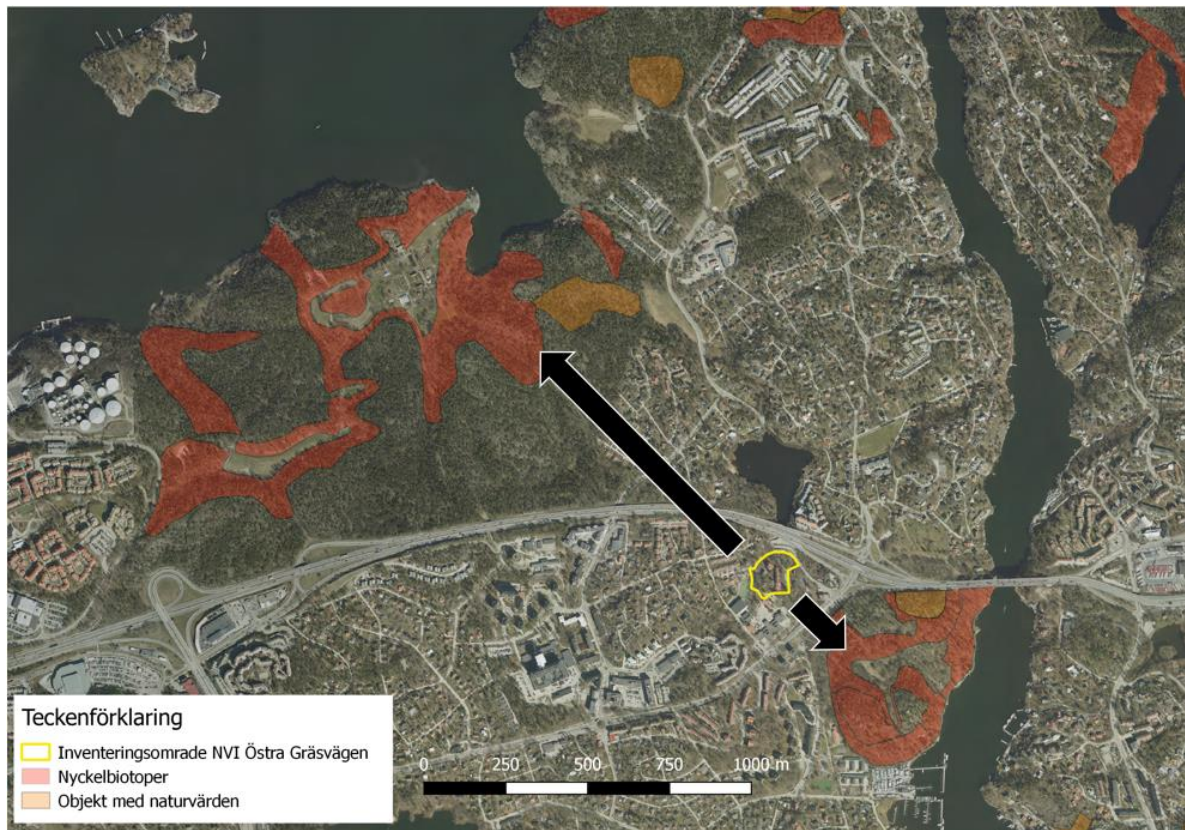 Teckenförklaring
Inventeringsomrade NVI Östra Gräsvägen
Nyckelbiotoper
Objekt med naturvärden
0 250 500 750 1000 m